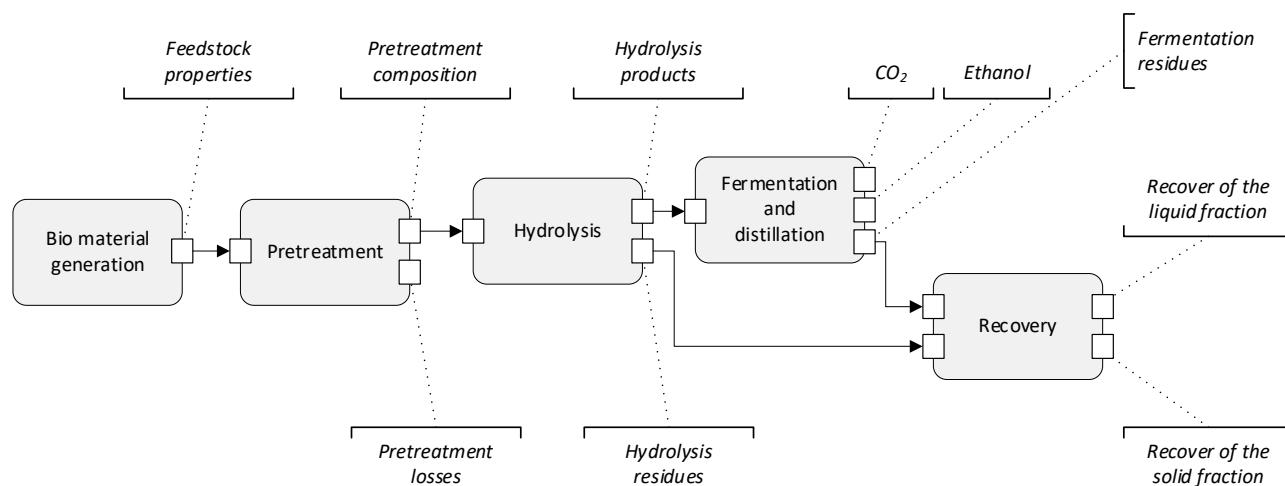 Feedstock
properties
Pretreatment
composition
Hydrolysis
products
CO₂
Ethanol
Fermentation
residues
Bio material
generation
Pretreatment
Hydrolysis
Fermentation
and
distillation
Recover of the
liquid fraction
Recovery
Pretreatment
losses
Hydrolysis
residues
Recover of the
solid fraction